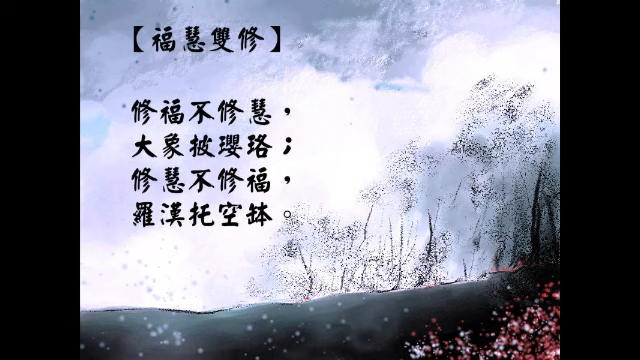 【福慧雙修】
修福不修慧，
大象披瓔珞；
修慧不修福，
羅漢托空缽。